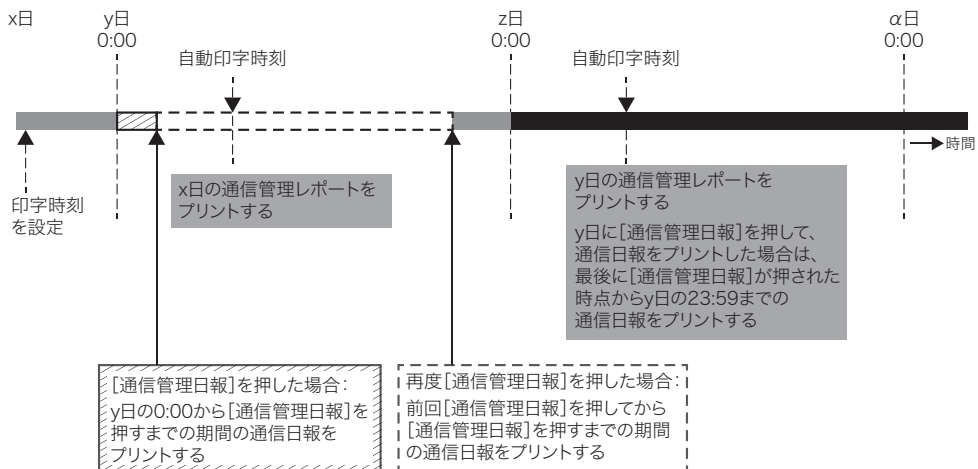 x日
y日
0:00
z日
0:00
α日
0:00
自動印字時刻
自動印字時刻
時間
印字時刻
を設定
x日の通信管理レポートを
プリントする
y日の通信管理レポートを
プリントする
y日に[通信管理日報]を押して、
通信日報をプリントした場合は、
最後に[通信管理日報]が押された
時点からy日の23:59までの
通信日報をプリントする
[通信管理日報]を押した場合:
y日の0:00から[通信管理日報]を
押すまでの期間の通信日報を
プリントする
再度[通信管理日報]を押した場合:
前回[通信管理日報]を押してから
[通信管理日報]を押すまでの期間
の通信日報をプリントする